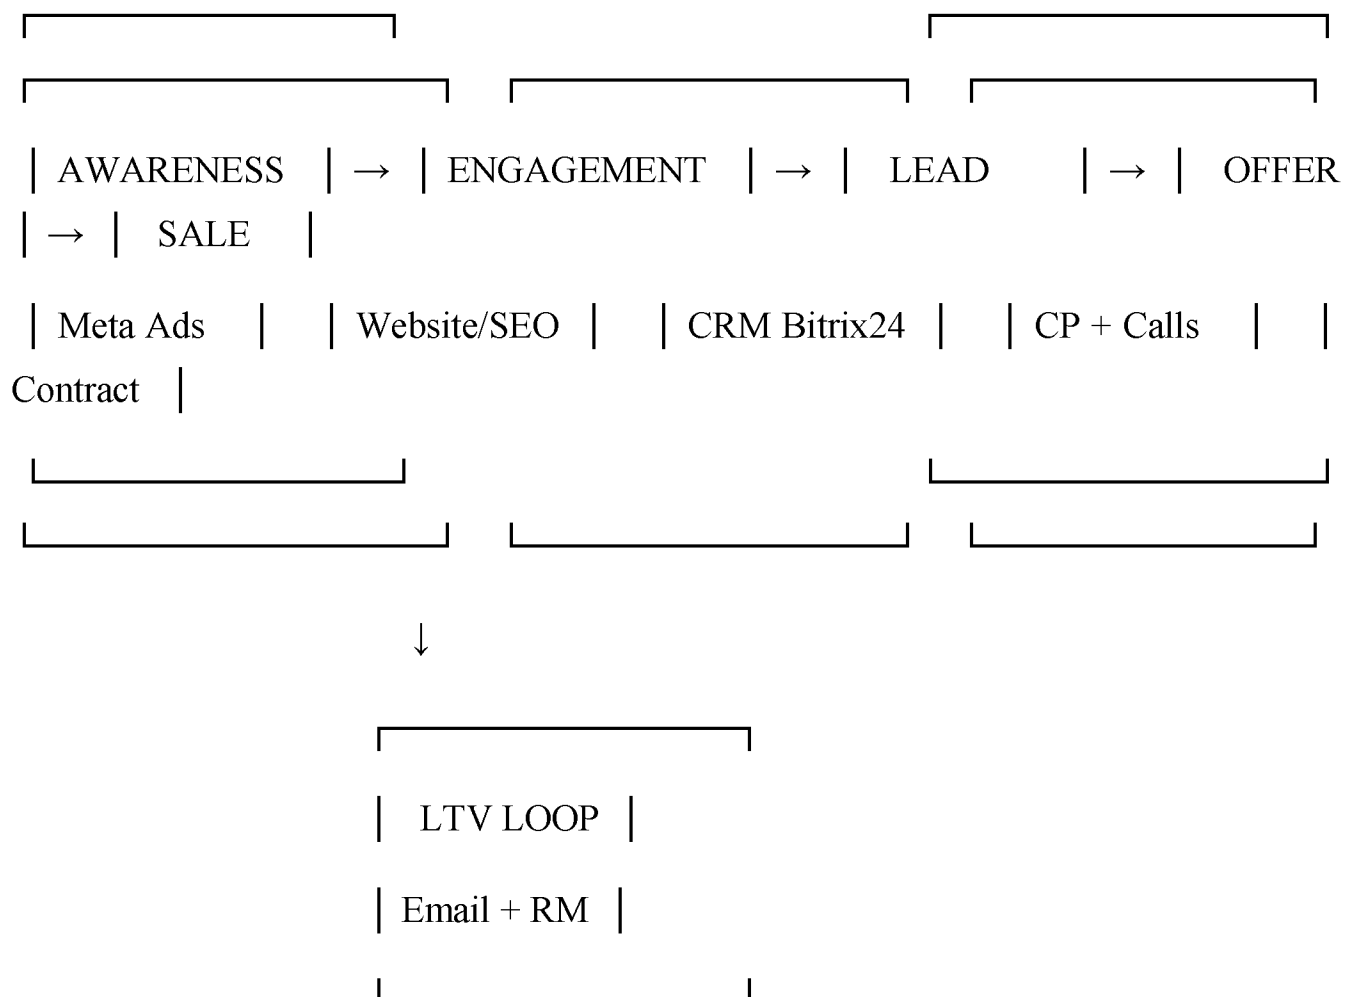 | AWARENESS | → | ENGAGEMENT | → | LEAD | → | OFFER
| → | SALE |
| Meta Ads | | Website/SEO | | CRM Bitrix24 | | CP + Calls | |
Contract |
↓
| LTV LOOP |
| Email + RM |